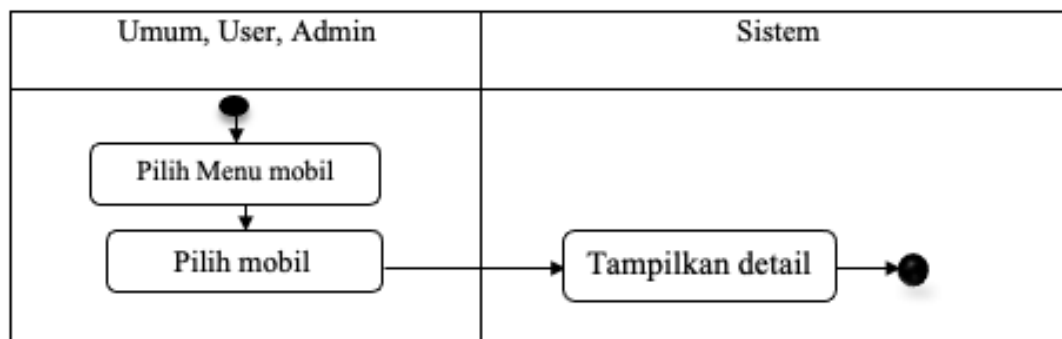 Umum, User, Admin
Sistem
Pilih Menu mobil
Pilih mobil
Tampilkan detail